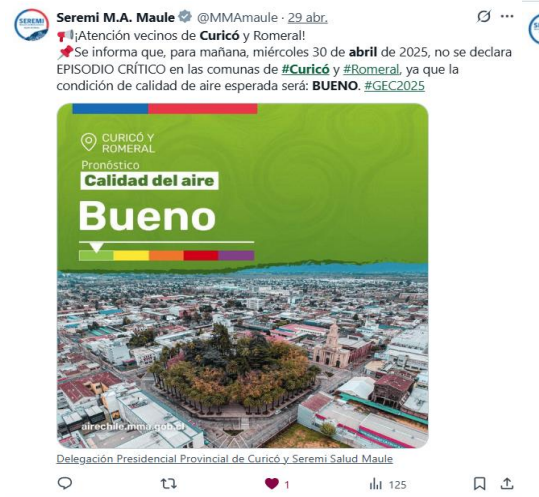 Seremi M.A. Maule @MMAmaule · 29 abr.
¡Atención vecinos de Curicó y Romeral!
Se informa que, para mañana, miércoles 30 de abril de 2025, no se declara
EPISODIO CRÍTICO en las comunas de #Curicó y #Romeral, ya que la
condición de calidad de aire esperada será: BUENO. #GEC2025
SEREMI
CURICÓ Y
ROMERAL
Pronóstico
Calidad del aire
Bueno
airechile.mma.gob.cl
Delegación Presidencial Provincial de Curicó y Seremi Salud Maule
1
125